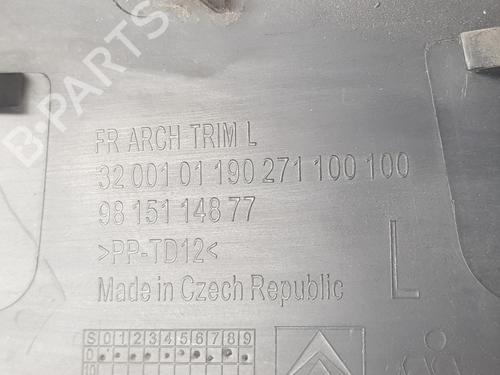 FR ARCH TRIM L
32 001 01 190 271 100 100
98 151 148 77
>PP-TD12<
Made in Czech Republic
L
S 0 1 2 3 4 5 6 7 8 9
0
10
B-PARTS